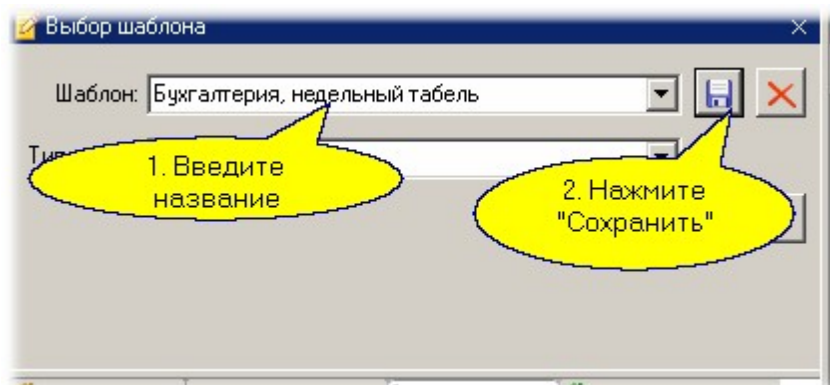 Выбор шаблона
Шаблон: Бухгалтерия, недельный табель
1. Введите
название
2. Нажмите
"Сохранить"